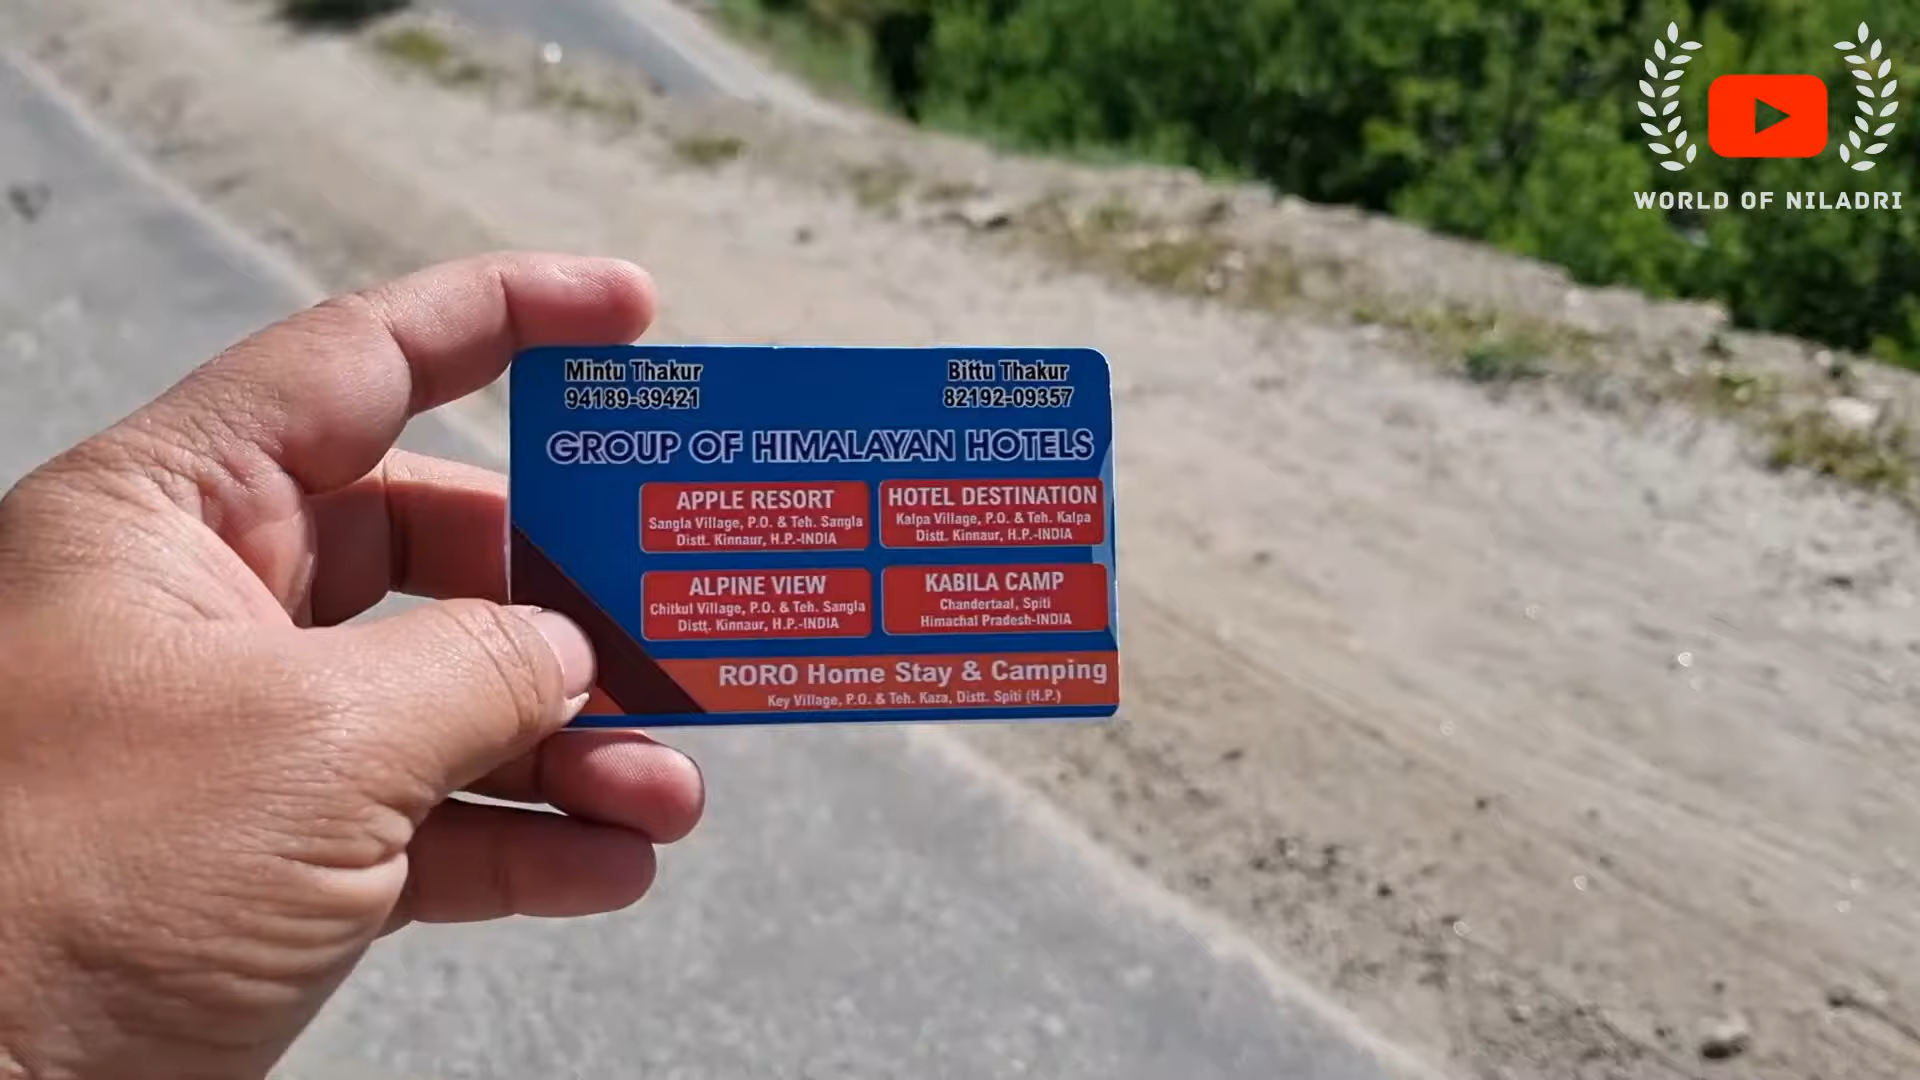 WORLD OF NILADRI
Mintu Thakur
94189-39421
Bittu Thakur
82192-09357
GROUP OF HIMALAYAN HOTELS
APPLE RESORT
Sangla Village, P.O. & Teh. Sangla
Distt. Kinnaur, H.P.-INDIA
HOTEL DESTINATION
Kalpa Village, P.O. & Teh. Kalpa
Distt. Kinnaur, H.P.-INDIA
ALPINE VIEW
Chitkul Village, P.O. & Teh. Sangla
Distt. Kinnaur, H.P.-INDIA
KABILA CAMP
Chandertaal, Spiti
Himachal Pradesh-INDIA
RORO Home Stay & Camping
Key Village, P.O. & Teh. Kaza, Distt. Spiti (H.P.)